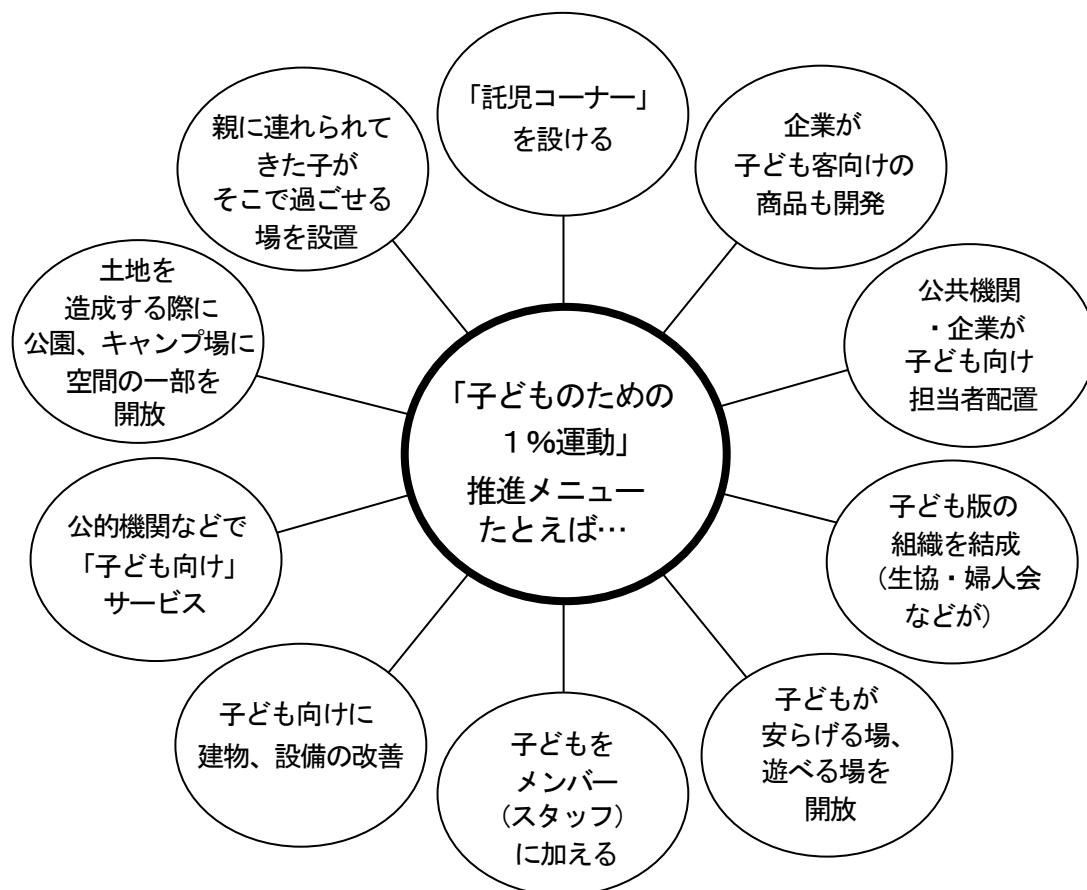 「子どものための
１％運動」
推進メニュー
たとえば…
「託児コーナー」
を設ける
企業が
子ども客向けの
商品も開発
公共機関
・企業が
子ども向け
担当者配置
子ども版の
組織を結成
（生協・婦人会
などが）
子どもが
安らげる場、
遊べる場を
開放
子どもを
メンバー
（スタッフ）
に加える
子ども向けに
建物、設備の改善
公的機関などで
「子ども向け」
サービス
土地を
造成する際に
公園、キャンプ場に
空間の一部を
開放
親に連れられて
きた子が
そこで過ごせる
場を設置